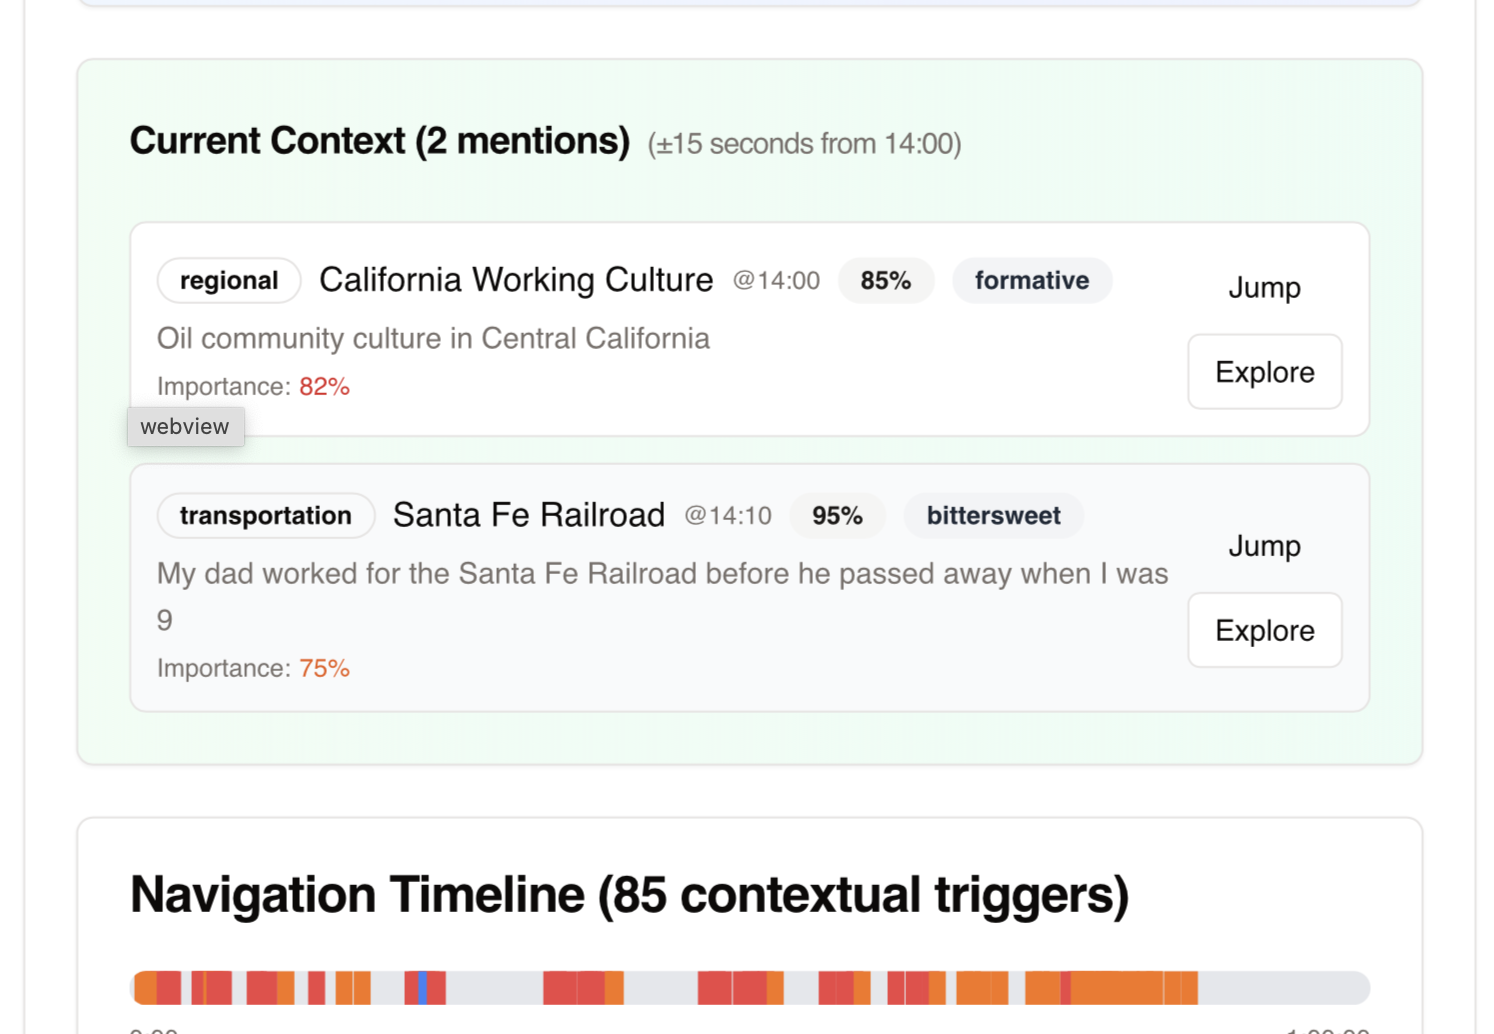 Current Context (2 mentions) (±15 seconds from 14:00)
regional California Working Culture @14:00 85% formative
Jump
Oil community culture in Central California
Explore
Importance: 82%
webview
transportation Santa Fe Railroad @14:10 95% bittersweet
Jump
My dad worked for the Santa Fe Railroad before he passed away when I was
9
Explore
Importance: 75%
Navigation Timeline (85 contextual triggers)